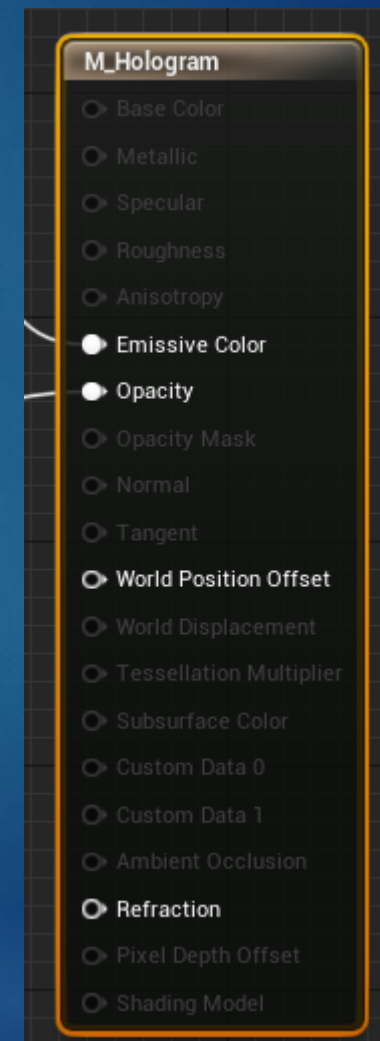 M_Hologram
Base Color
Metallic
Specular
Roughness
Anisotropy
Emissive Color
Opacity
Opacity Mask
Normal
Tangent
World Position Offset
World Displacement
Tessellation Multiplier
Subsurface Color
Custom Data 0
Custom Data 1
Ambient Occlusion
Refraction
Pixel Depth Offset
Shading Model